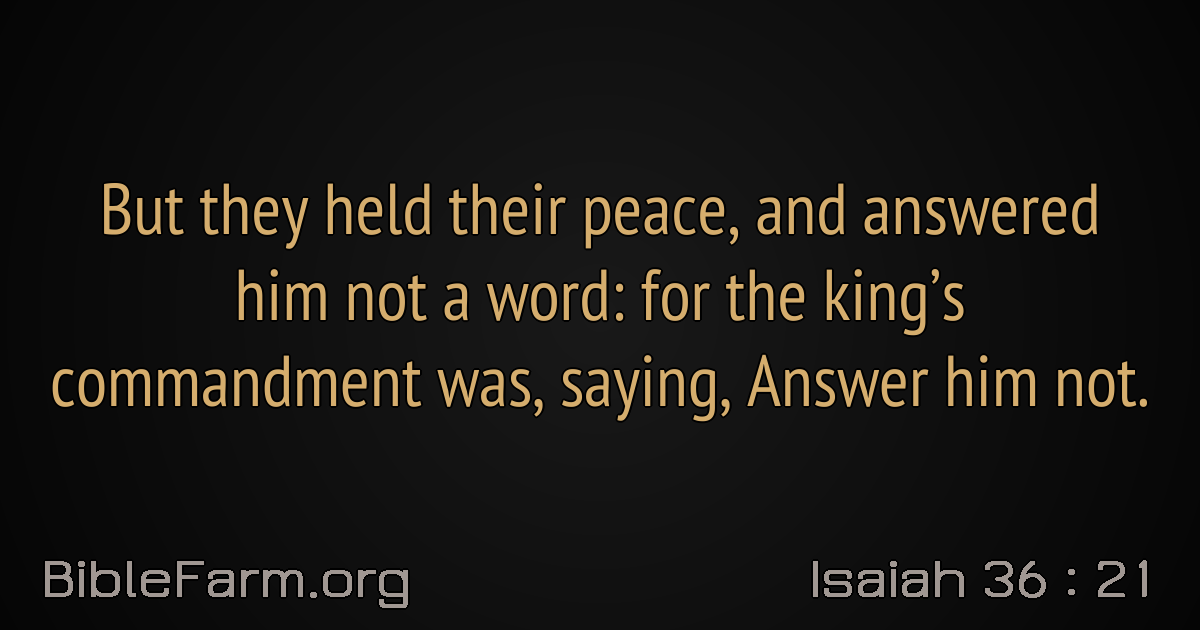 But they held their peace, and answered
him not a word: for the king’s
commandment was, saying, Answer him not.
BibleFarm.org
Isaiah 36 : 21